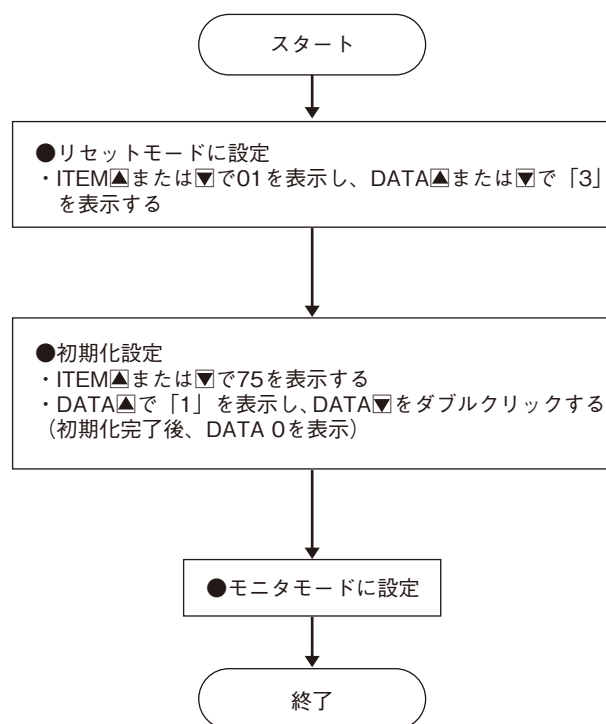 スタート
●リセットモードに設定
・ITEM▲または▼で01を表示し、DATA▲または▼で「3」
を表示する
●初期化設定
・ITEM▲または▼で75を表示する
・DATA▲で「1」を表示し、DATA▼をダブルクリックする
（初期化完了後、DATA 0を表示）
●モニタモードに設定
終了